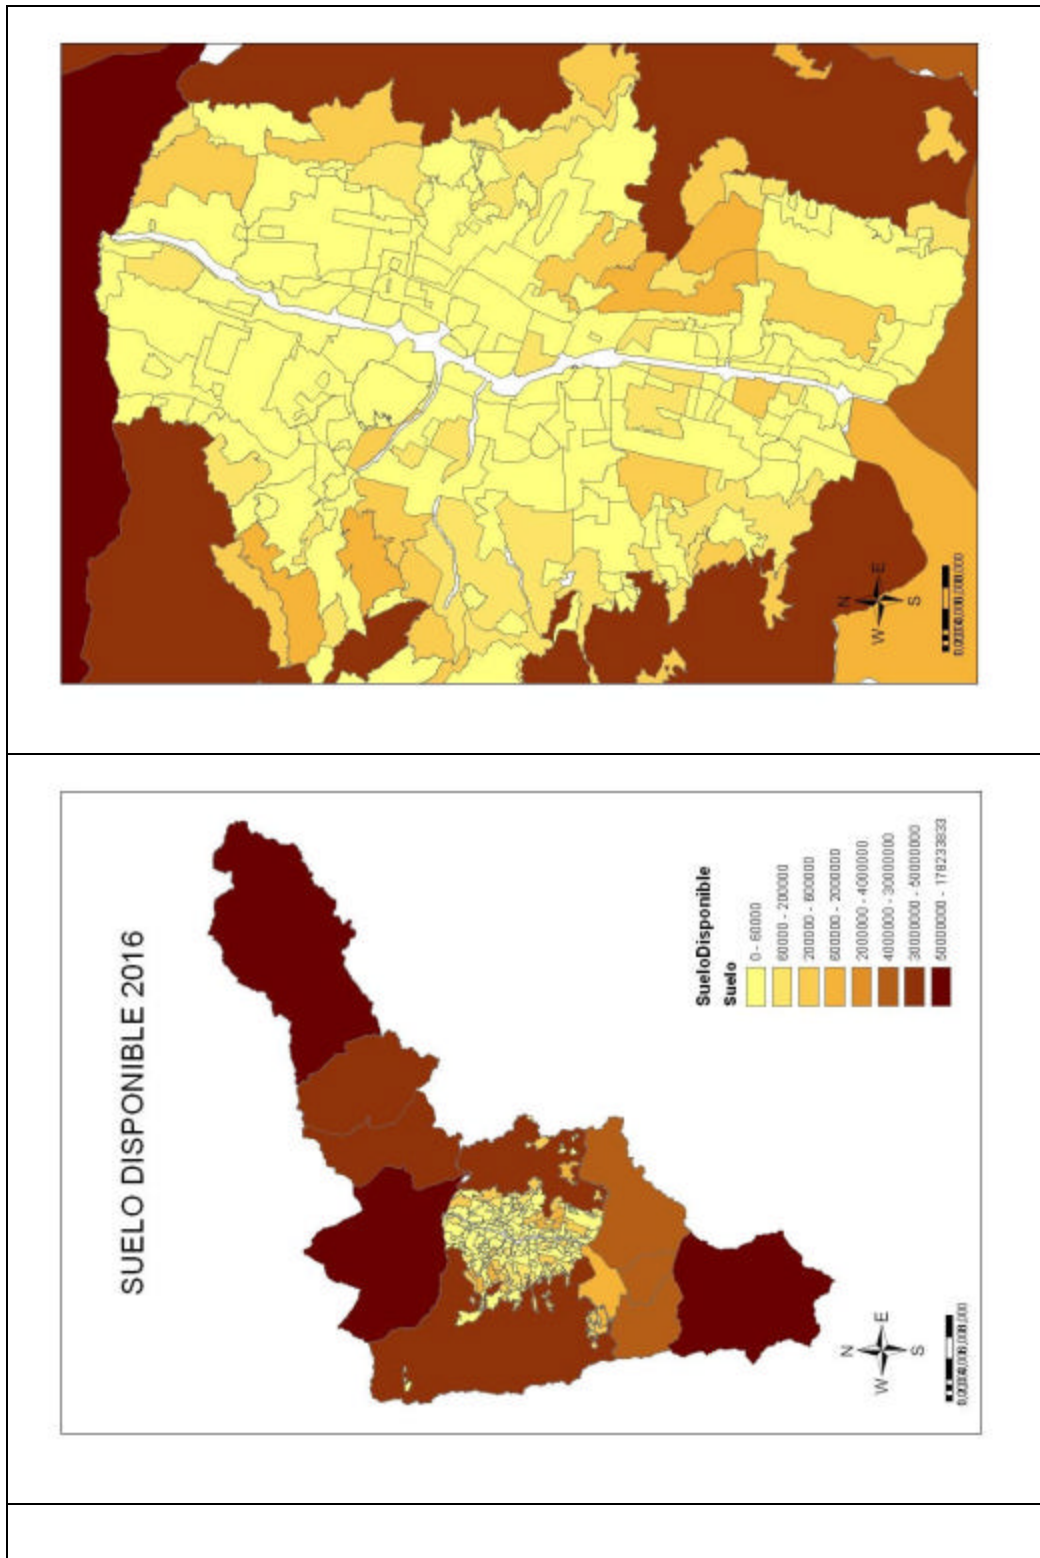 N
W
E
S
SUELO DISPONIBLE 2016
SueloDisponible
Suelo
0 - 60000
60000 - 200000
200000 - 600000
600000 - 2000000
2000000 - 4000000
4000000 - 30000000
30000000 - 50000000
50000000 - 178233833
N
W
E
S